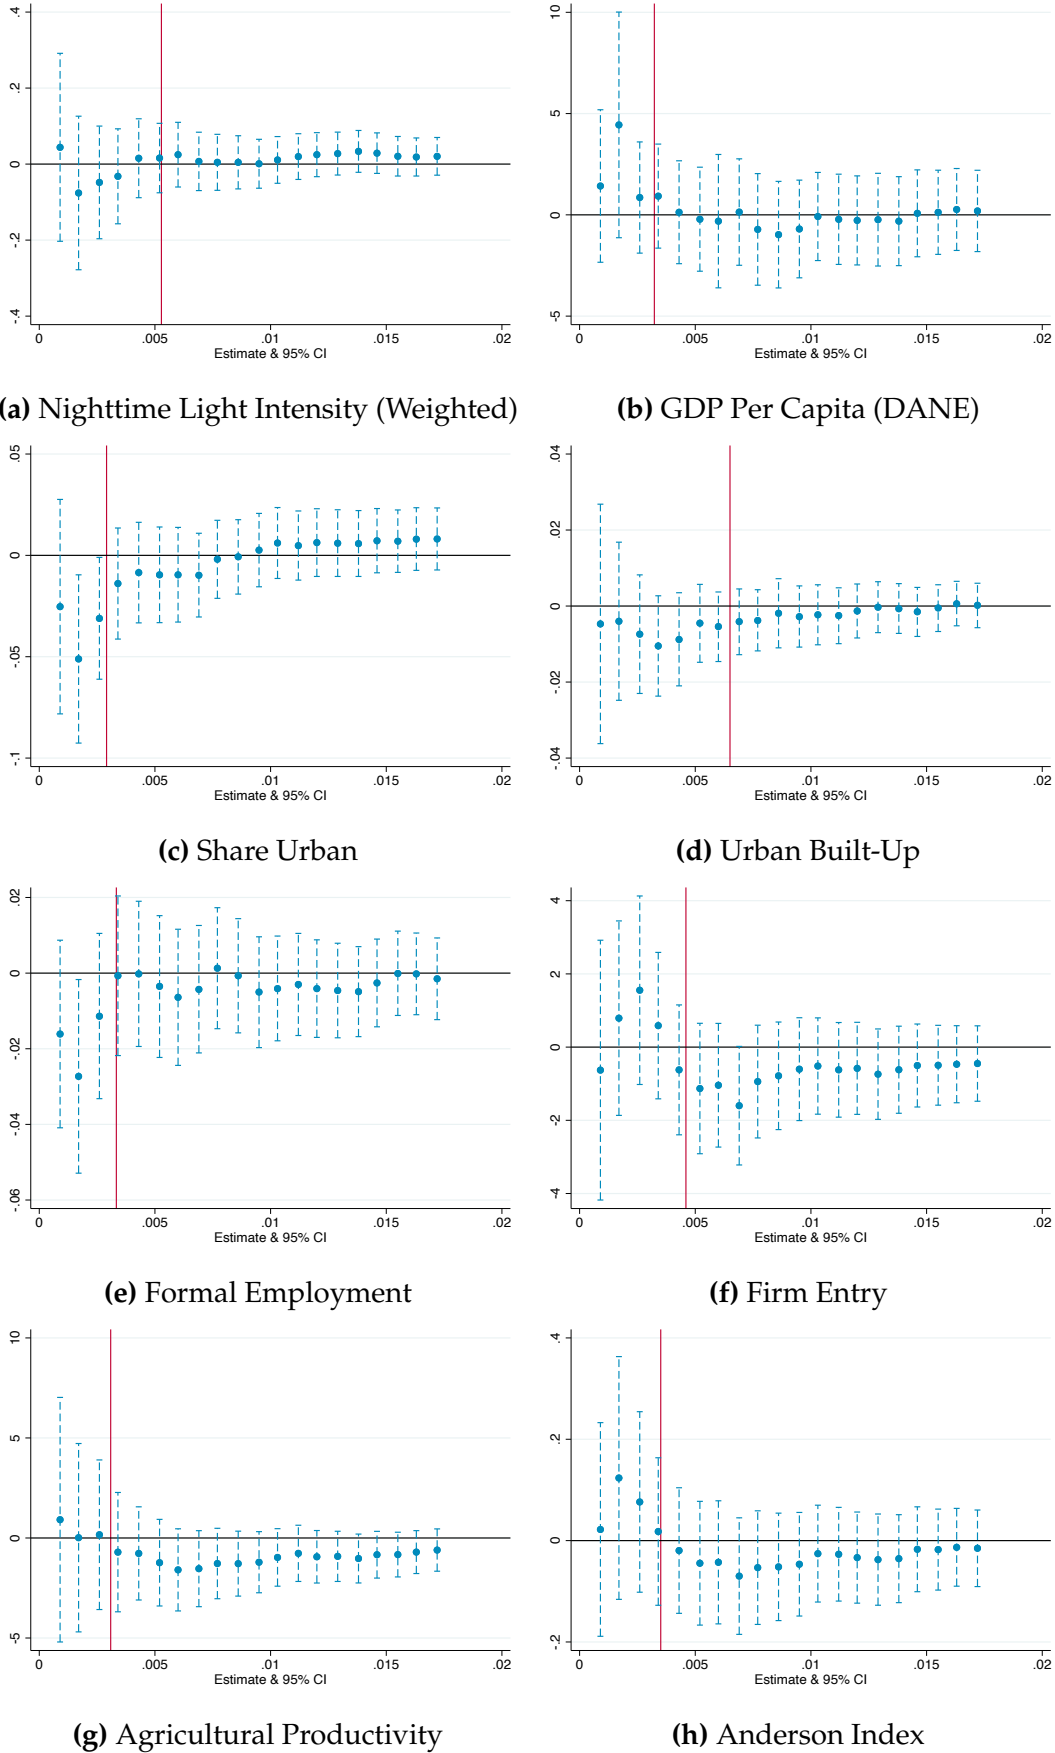 .4
.2
0
-.2
-.4
0 .005 .01 .015 .02
Estimate & 95% CI
(a) Nighttime Light Intensity (Weighted)
10
5
0
-5
0 .005 .01 .015 .02
Estimate & 95% CI
(b) GDP Per Capita (DANE)
.05
0
-.05
-.1
0 .005 .01 .015 .02
Estimate & 95% CI
(c) Share Urban
.04
.02
0
-.02
-.04
0 .005 .01 .015 .02
Estimate & 95% CI
(d) Urban Built-Up
.02
0
-.02
-.04
-.06
0 .005 .01 .015 .02
Estimate & 95% CI
(e) Formal Employment
4
2
0
-2
-4
0 .005 .01 .015 .02
Estimate & 95% CI
(f) Firm Entry
10
5
0
-5
0 .005 .01 .015 .02
Estimate & 95% CI
(g) Agricultural Productivity
.4
.2
0
-.2
0 .005 .01 .015 .02
Estimate & 95% CI
(h) Anderson Index